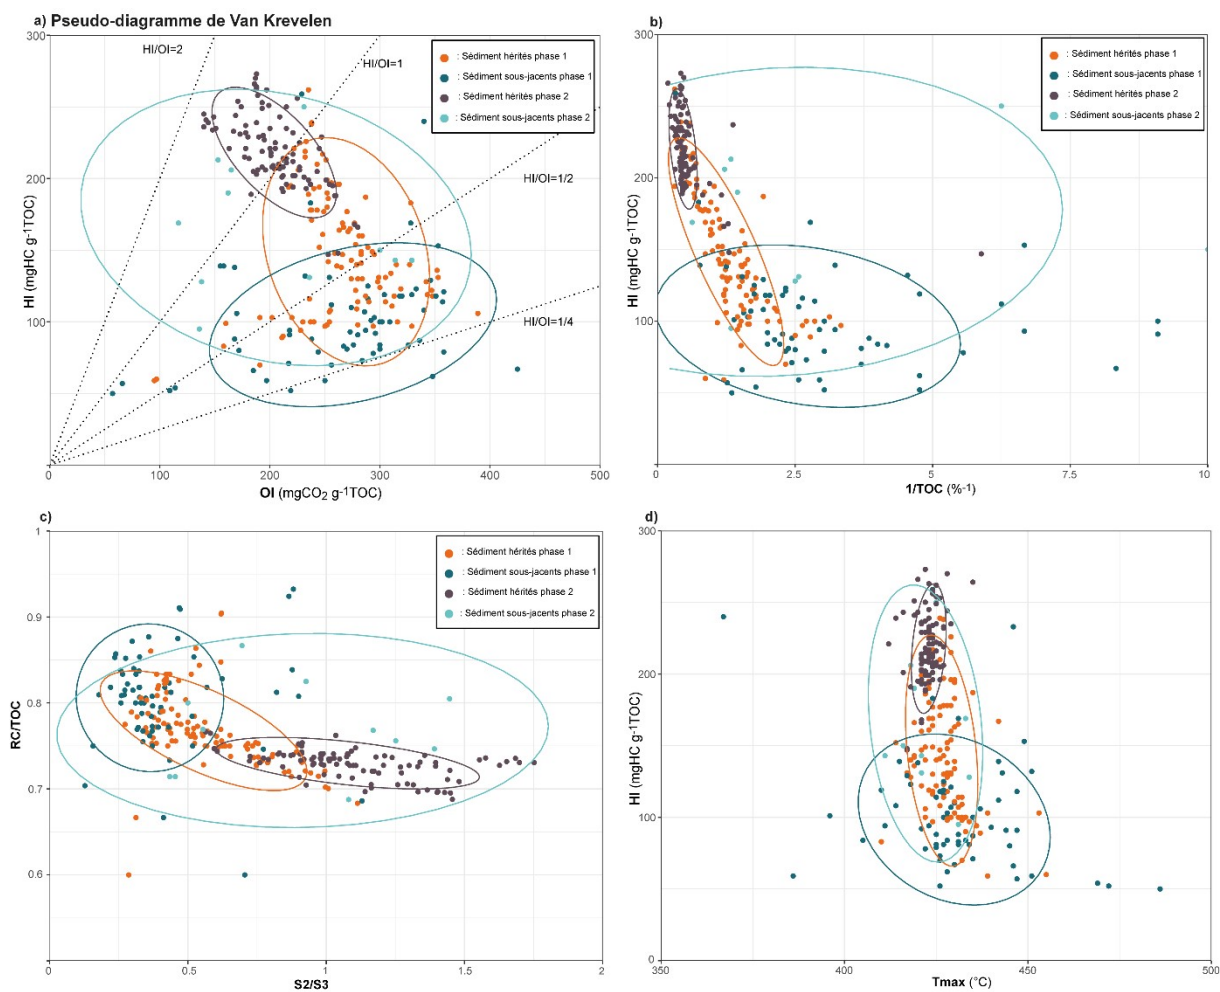 a) Pseudo-diagramme de Van Krevelen
HI/OI=2
HI/OI=1
HI/OI=1/2
HI/OI=1/4
: Sédiment hérités phase 1
: Sédiment sous-jacents phase 1
: Sédiment hérités phase 2
: Sédiment sous-jacents phase 2
300
200
100
HI (mgHC g-1TOC)
0
100
200
300
400
500
OI (mgCO2 g-1TOC)
b)
: Sédiment hérités phase 1
: Sédiment sous-jacents phase 1
: Sédiment hérités phase 2
: Sédiment sous-jacents phase 2
300
200
100
0
HI (mgHC g-1TOC)
0
2.5
5
7.5
10
1/TOC (%-1)
c)
: Sédiment hérités phase 1
: Sédiment sous-jacents phase 1
: Sédiment hérités phase 2
: Sédiment sous-jacents phase 2
1
0.9
0.8
0.7
0.6
RC/TOC
0
0.5
1
1.5
2
S2/S3
d)
300
200
100
0
HI (mgHC g-1TOC)
350
400
450
500
Tmax (°C)